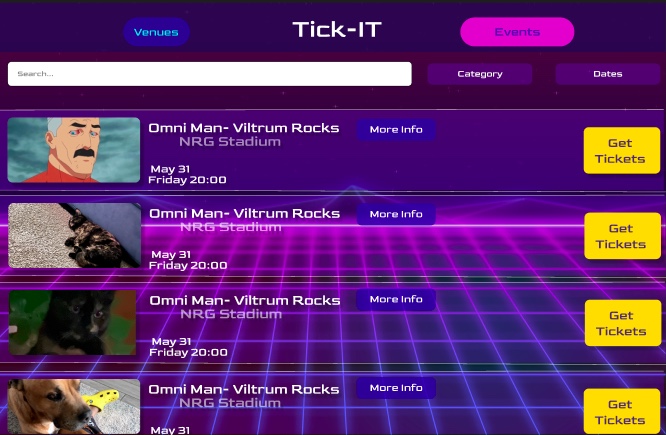 Venues
Tick-IT
Events
Search...
Category
Dates
Omni Man- Viltrum Rocks
More Info
NRG Stadium
May 31
Friday 20:00
Get
Tickets
Omni Man- Viltrum Rocks
More Info
NRG Stadium
May 31
Friday 20:00
Get
Tickets
Omni Man- Viltrum Rocks
More Info
NRG Stadium
May 31
Friday 20:00
Get
Tickets
Omni Man- Viltrum Rocks
More Info
NRG Stadium
May 31
Get
Tickets